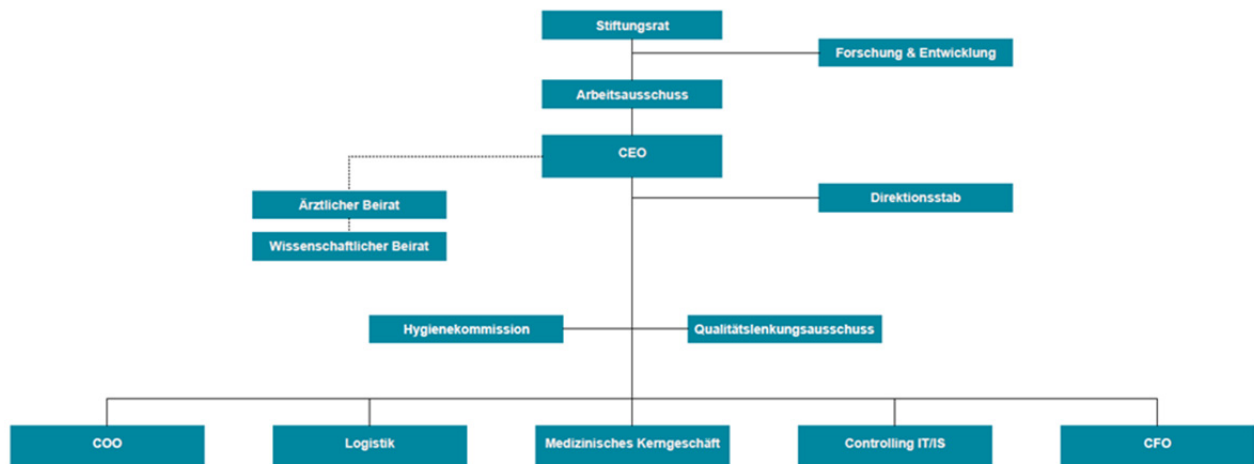 Stiftungsrat
Forschung & Entwicklung
Arbeitsausschuss
CEO
Ärztlicher Beirat
Direktionsstab
Wissenschaftlicher Beirat
Hygienekommission
Qualitätslenkungsausschuss
COO
Logistik
Medizinisches Kerngeschäft
Controlling IT/IS
CFO